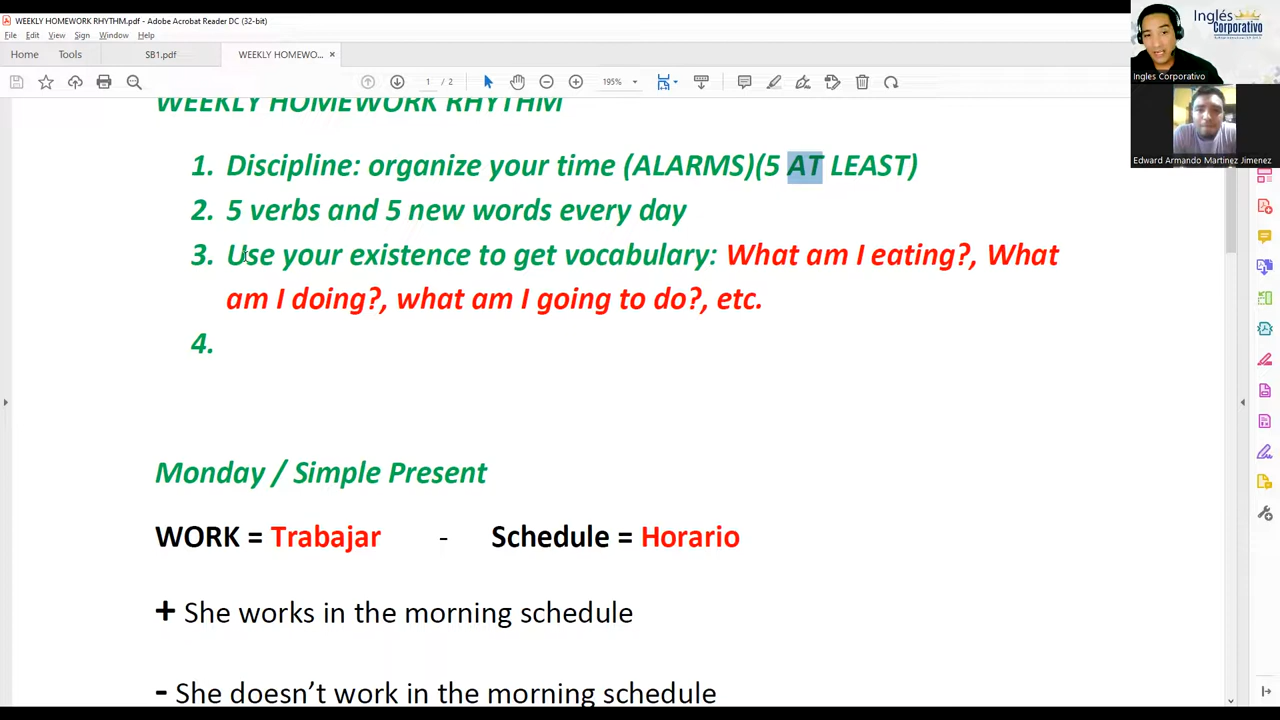 WEEKLY HOMEWORK RHYTHM.pdf - Adobe Acrobat Reader DC (32-bit)
File Edit View Sign Window Help
Home Tools SB1.pdf WEEKLY HOMEWO... ×
1 / 2 195%
Inglés
Corporativo
Ingles Corporativo
Edward Armando Martinez Jimenez
WEEKLY HOMEWORK RHYTHM
1. Discipline: organize your time (ALARMS)(5 AT LEAST)
2. 5 verbs and 5 new words every day
3. Use your existence to get vocabulary: What am I eating?, What
am I doing?, what am I going to do?, etc.
4.
Monday / Simple Present
WORK = Trabajar - Schedule = Horario
+ She works in the morning schedule
- She doesn’t work in the morning schedule